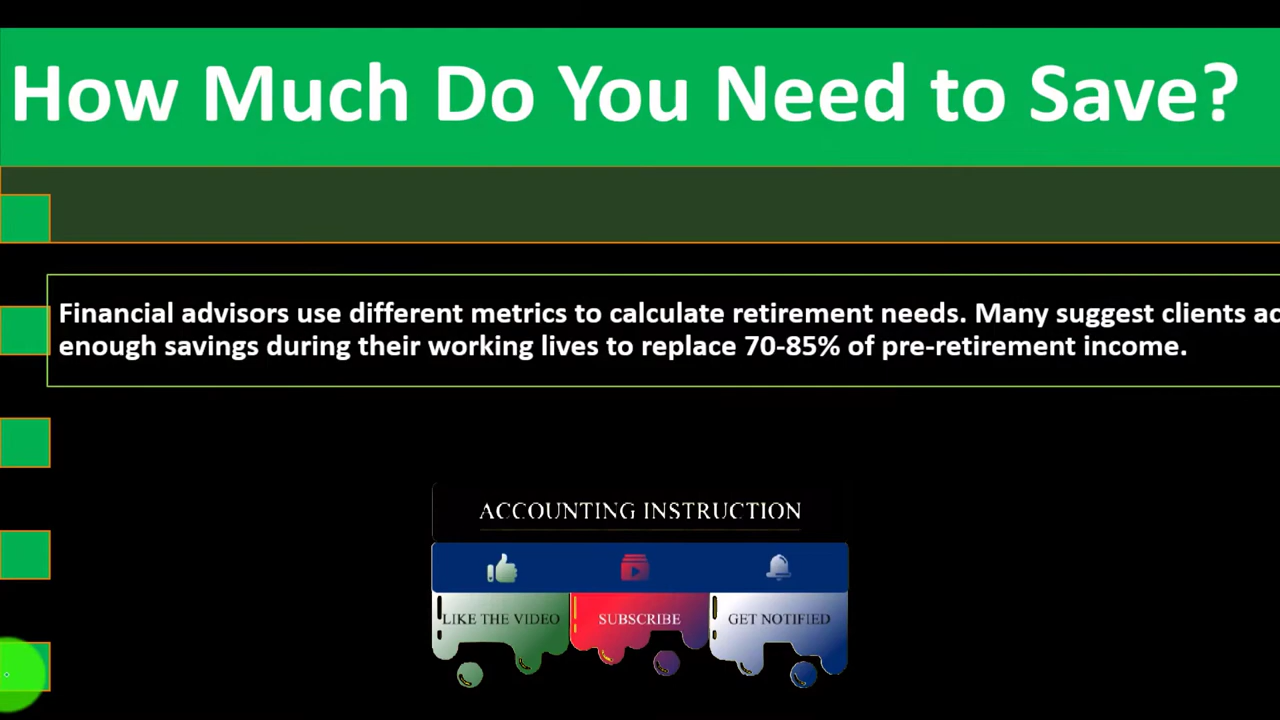 How Much Do You Need to Save?
Financial advisors use different metrics to calculate retirement needs. Many suggest clients
enough savings during their working lives to replace 70-85% of pre-retirement income.
ACCOUNTING INSTRUCTION
LIKE THE VIDEO
SUBSCRIBE
GET NOTIFIED